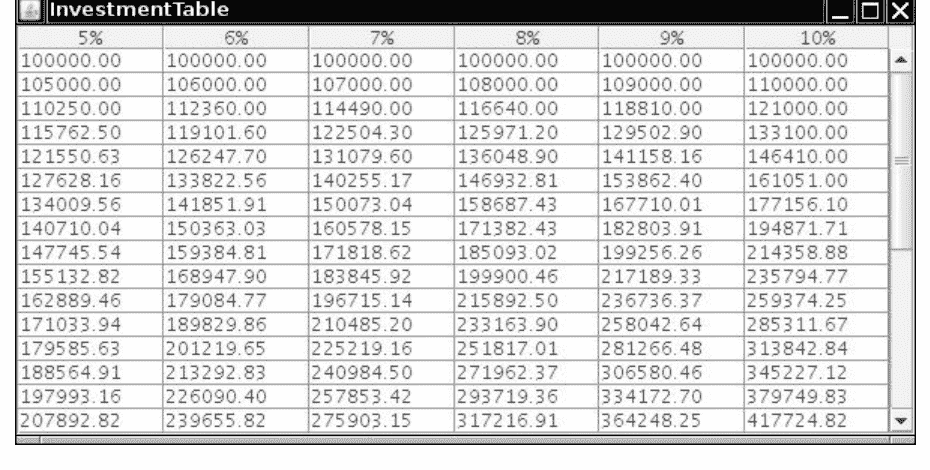 InvestmentTable
5% 6% 7% 8% 9% 10%
100000.00 100000.00 100000.00 100000.00 100000.00 100000.00
105000.00 106000.00 107000.00 108000.00 109000.00 110000.00
110250.00 112360.00 114490.00 116640.00 118810.00 121000.00
115762.50 119101.60 122504.30 125971.20 129502.90 133100.00
121550.63 126247.70 131079.60 136048.90 141158.16 146410.00
127628.16 133822.56 140255.17 146932.81 153862.40 161051.00
134009.56 141851.91 150073.04 158687.43 167710.01 177156.10
140710.04 150363.03 160578.15 171382.43 182803.91 194871.71
147745.54 159384.81 171818.62 185093.02 199256.26 214358.88
155132.82 168947.90 183845.92 199900.46 217189.33 235794.77
162889.46 179084.77 196715.14 215892.50 236736.37 259374.25
171033.94 189829.86 210485.20 233163.90 258042.64 285311.67
179585.63 201219.65 225219.16 251817.01 281266.48 313842.84
188564.91 213292.83 240984.50 271962.37 306580.46 345227.12
197993.16 226090.40 257853.42 293719.36 334172.70 379749.83
207892.82 239655.82 275903.15 317216.91 364248.25 417724.82